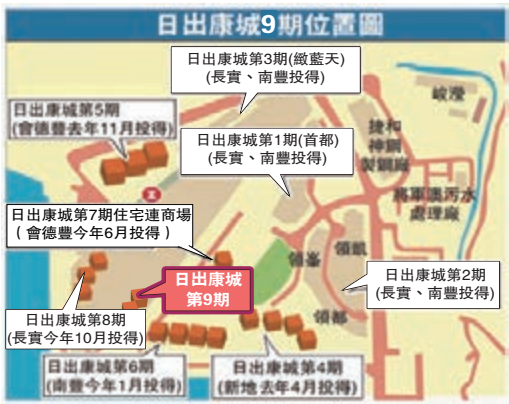 日出康城9期位置圖
日出康城第3期(緻藍天)
(長實、南豐投得)
峻瀅
日出康城第5期
(會德豐去年11月投得)
日出康城第1期(首都)
(長實、南豐投得)
捷和
神鋼
製鋼廠
將軍澳污水
處理廠
日出康城第7期住宅連商場
(會德豐今年6月投得)
領峯
領凱
日出康城
第9期
日出康城第2期
(長實、南豐投得)
日出康城第8期
(長實今年10月投得)
領都
日出康城第6期
(南豐今年1月投得)
日出康城第4期
(新地去年4月投得)